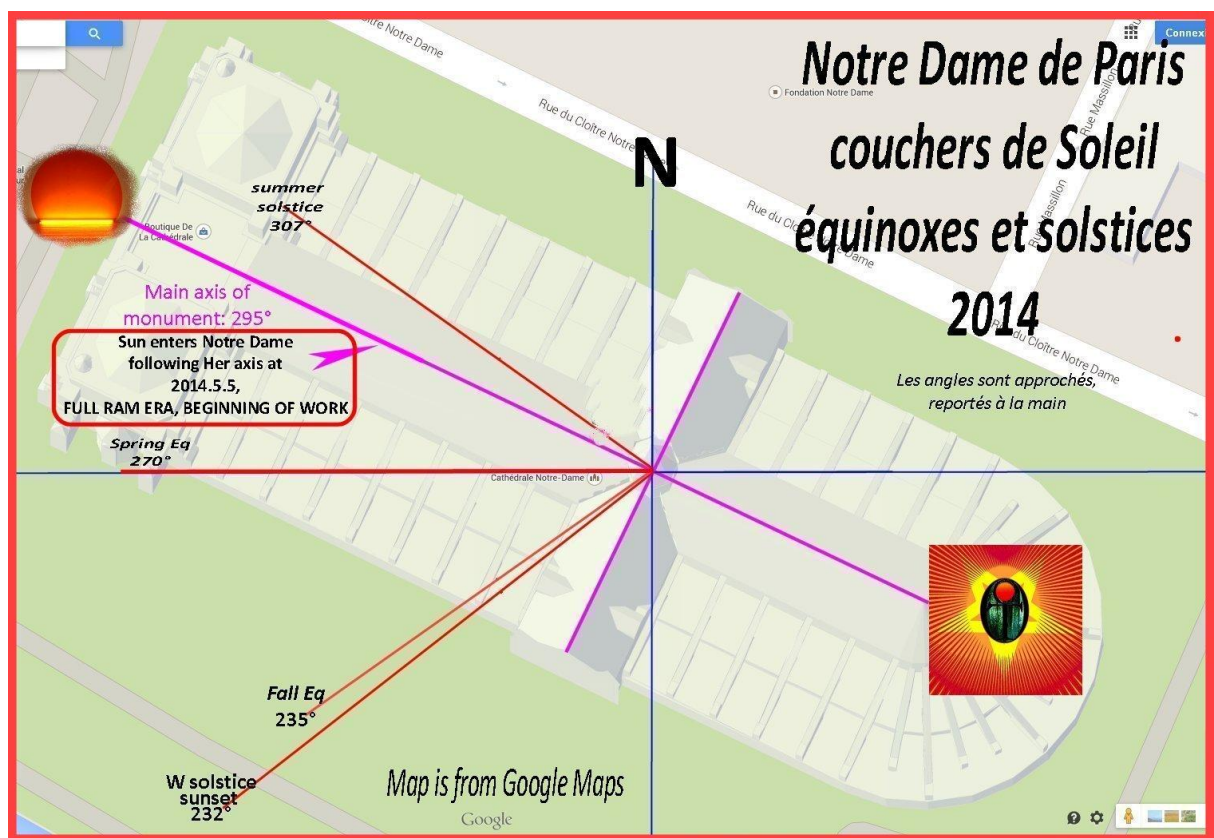 Notre Dame de Paris
couchers de Soleil
équinoxes et solstices
2014
Les angles sont approchés,
reportés à la main
Connex
Fondation Notre Dame
Rue Massillon
Rue du Cloître Notre Dame
Rue du Cloître Notre Dame
Rue du Cloître Notre Dame
N
summer
solstice
307°
Boutique De
La Cathédrale
Main axis of
monument: 295°
Sun enters Notre Dame
following Her axis at
2014.5.5,
FULL RAM ERA, BEGINNING OF WORK
Spring Eq
270°
Cathédrale Notre-Dame
Fall Eq
235°
W solstice
sunset
232°
Map is from Google Maps
Google